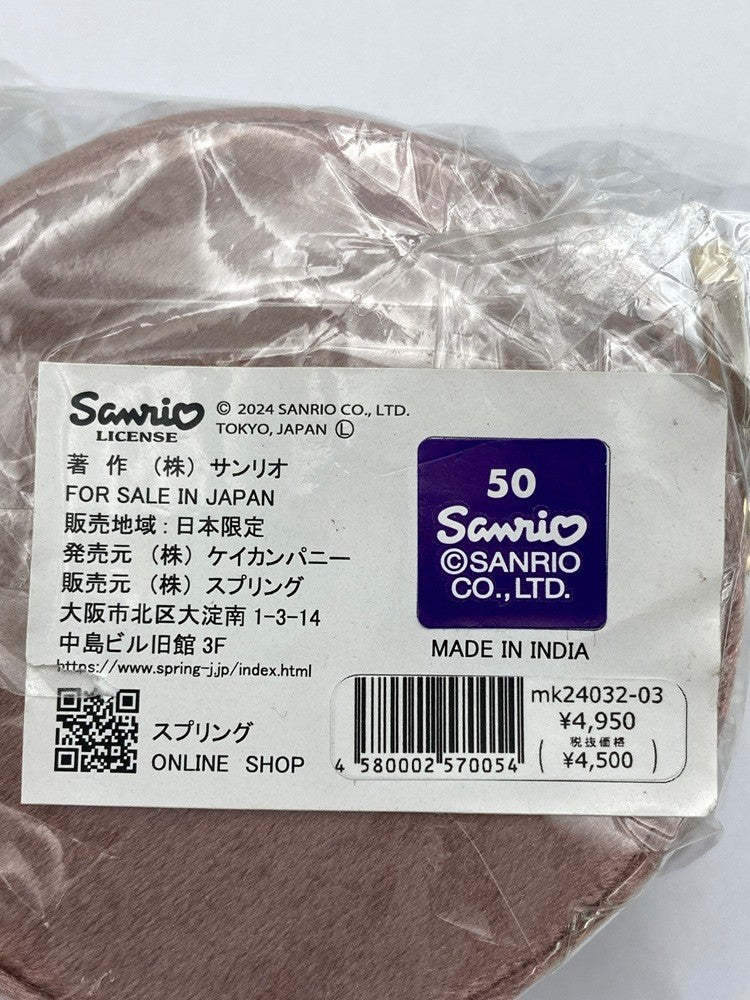 Sanrio
LICENSE
© 2024 SANRIO CO., LTD.
TOKYO, JAPAN Ⓛ
著 作 （株） サンリオ
FOR SALE IN JAPAN
販売地域：日本限定
発売元 （株） ケイカンパニー
販売元 （株） スプリング
大阪市北区大淀南 1-3-14
中島ビル旧館 3F
https://www.spring-j.jp/index.html
スプリング
ONLINE SHOP
50
Sanrio
©SANRIO
CO., LTD.
MADE IN INDIA
4 580002 570054
mk24032-03
¥4,950
税抜価格
( ¥4,500 )